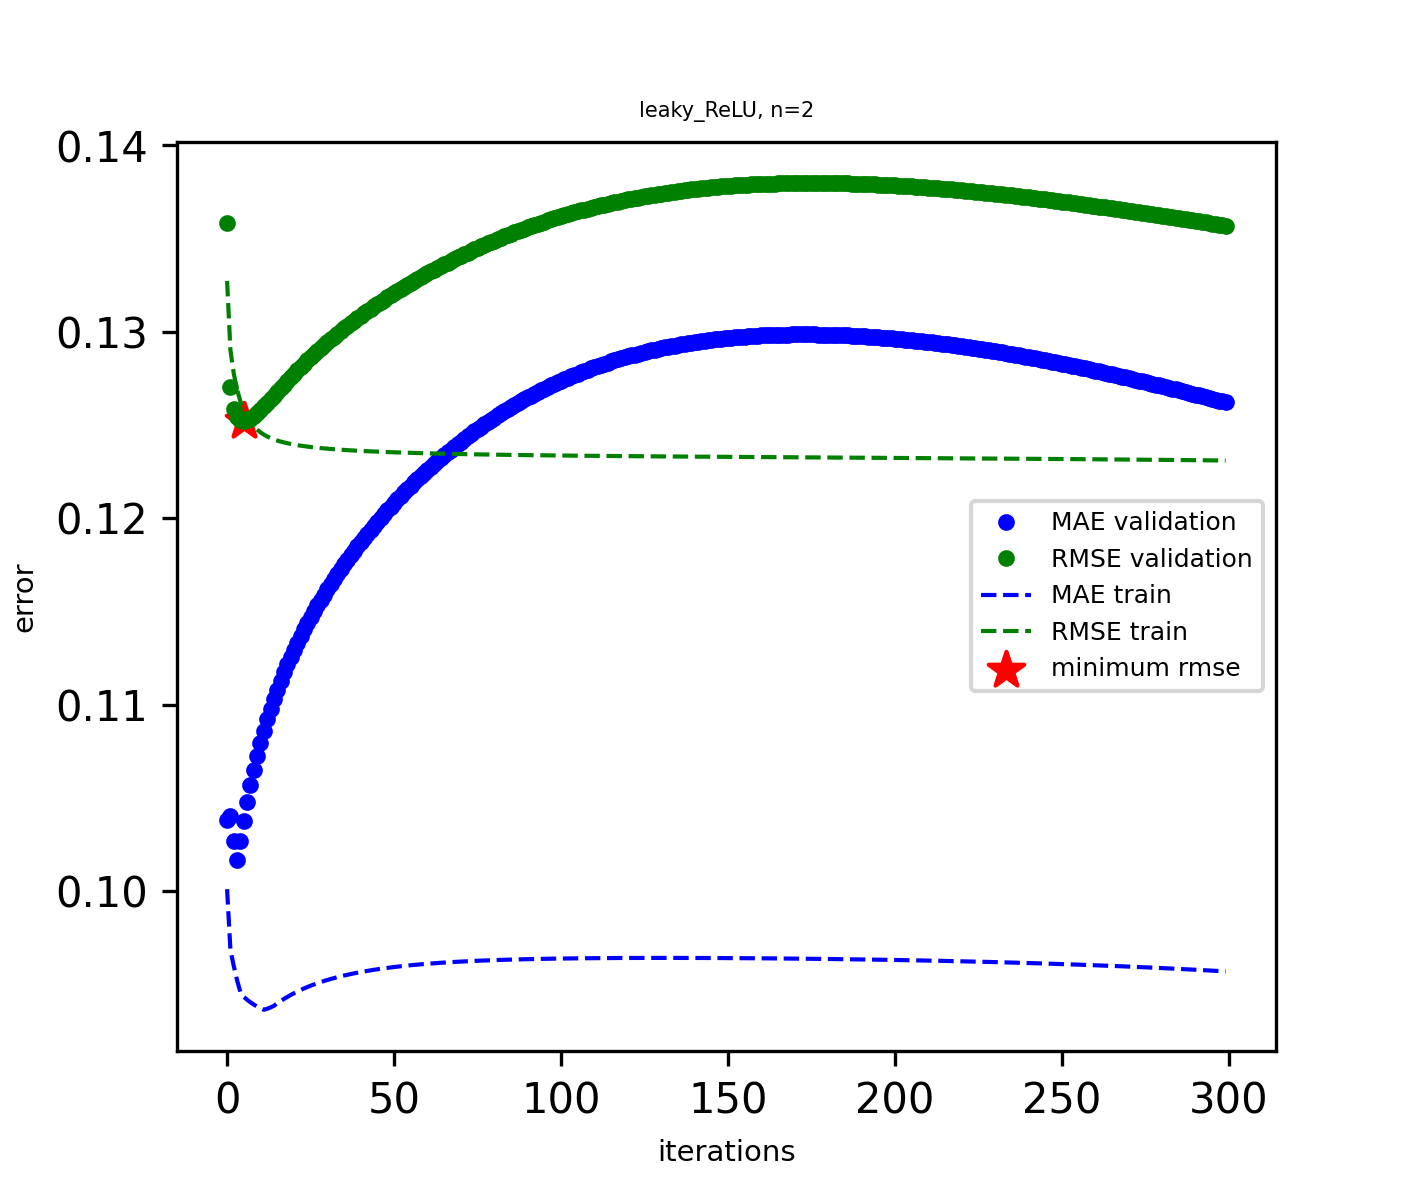 leaky_ReLU, n=2
0.14
0.13
0.12
0.11
0.10
error
MAE validation
RMSE validation
MAE train
RMSE train
minimum rmse
0 50 100 150 200 250 300
iterations